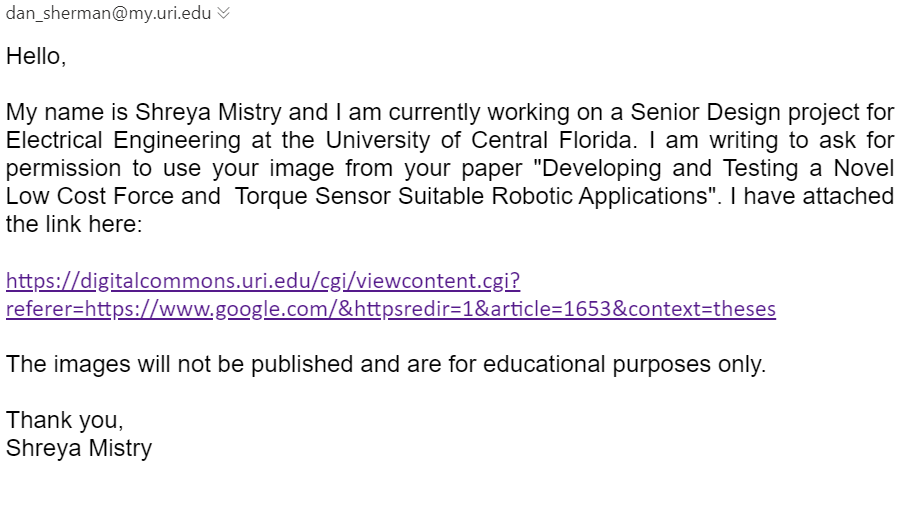 dan_sherman@my.uri.edu
Hello,
My name is Shreya Mistry and I am currently working on a Senior Design project for
Electrical Engineering at the University of Central Florida. I am writing to ask for
permission to use your image from your paper "Developing and Testing a Novel
Low Cost Force and  Torque Sensor Suitable Robotic Applications". I have attached
the link here:
https://digitalcommons.uri.edu/cgi/viewcontent.cgi?
referer=https://www.google.com/&httpsredir=1&article=1653&context=theses
The images will not be published and are for educational purposes only.
Thank you,
Shreya Mistry